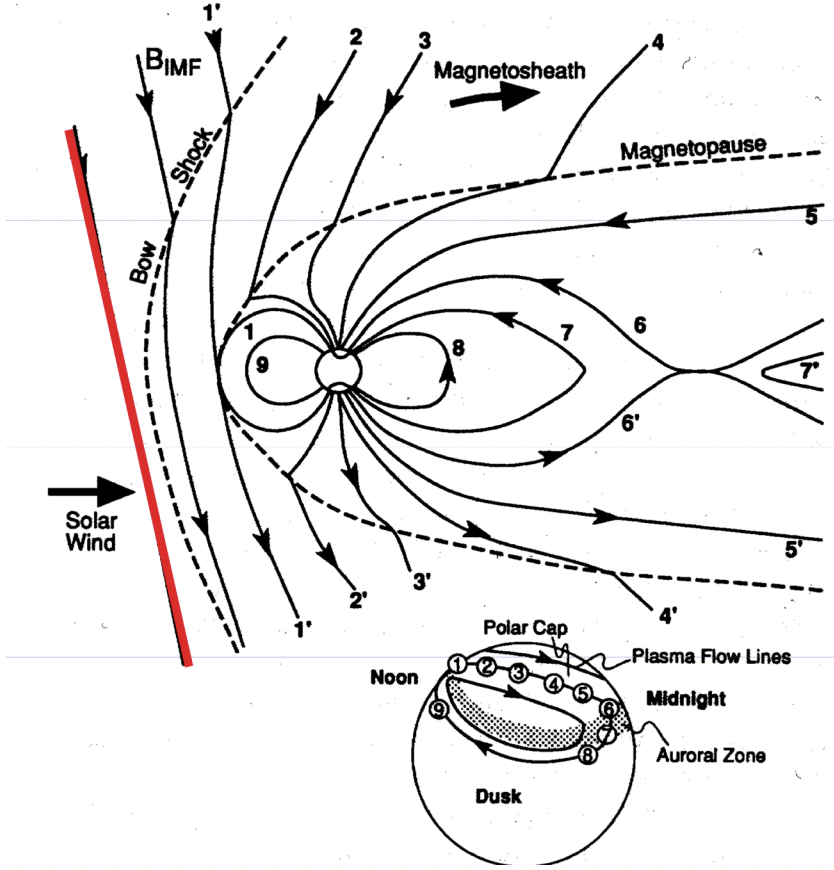 1'
2
3
4
B IMF
Magnetosheath
Shock
Magnetopause
5
Bow
1
9
8
7
6
7'
6'
Solar
Wind
5'
1'
2'
3'
4'
Polar Cap
Plasma Flow Lines
Noon
1
2
3
4
5
6
Midnight
9
7
8
Auroral Zone
Dusk